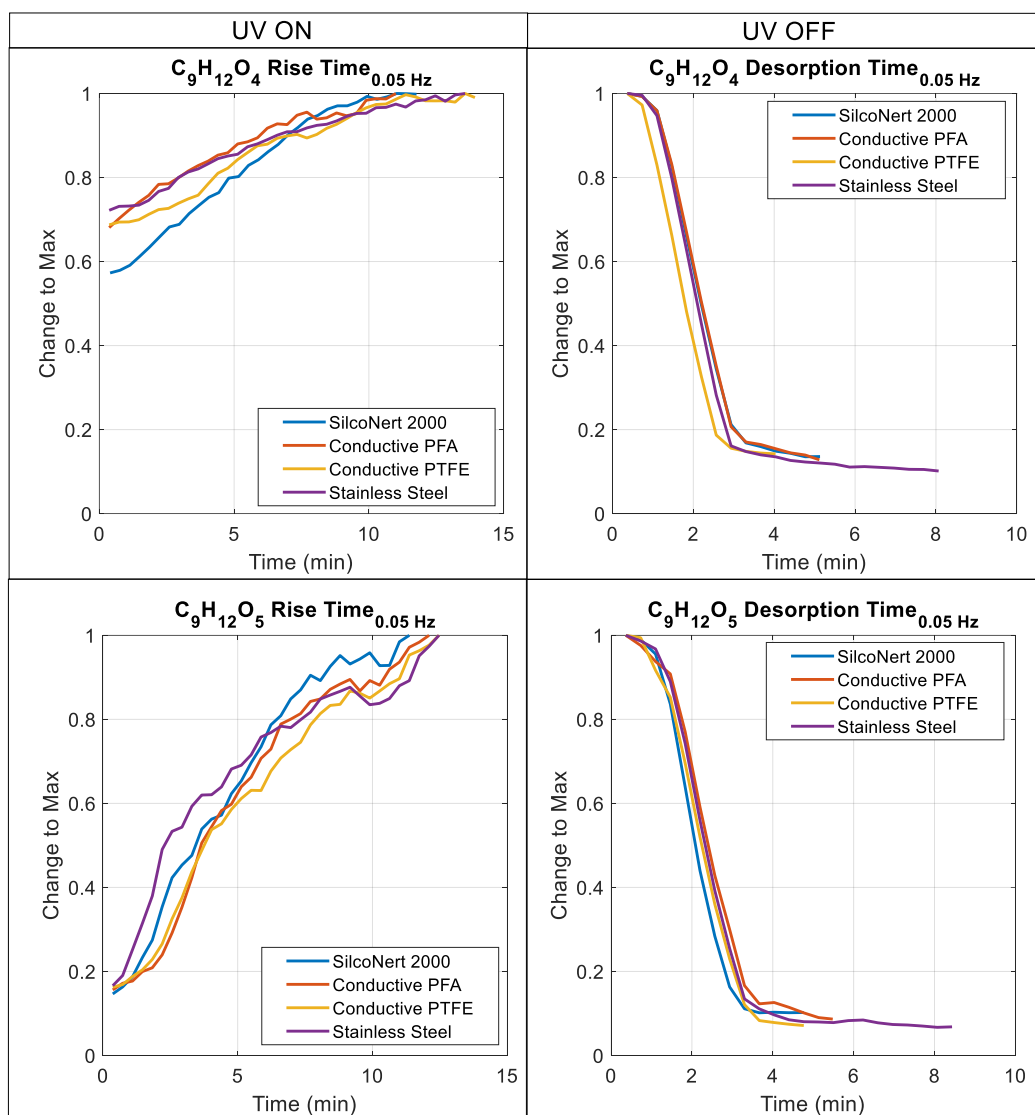 UV ON
UV OFF
C9H12O4 Rise Time0.05 Hz
Change to Max
1
0.8
0.6
0.4
0.2
0
SilcoNert 2000
Conductive PFA
Conductive PTFE
Stainless Steel
0 5 10 15
Time (min)
C9H12O4 Desorption Time0.05 Hz
Change to Max
1
0.8
0.6
0.4
0.2
0
SilcoNert 2000
Conductive PFA
Conductive PTFE
Stainless Steel
0 2 4 6 8 10
Time (min)
C9H12O5 Rise Time0.05 Hz
Change to Max
1
0.8
0.6
0.4
0.2
0
SilcoNert 2000
Conductive PFA
Conductive PTFE
Stainless Steel
0 5 10 15
Time (min)
C9H12O5 Desorption Time0.05 Hz
Change to Max
1
0.8
0.6
0.4
0.2
0
SilcoNert 2000
Conductive PFA
Conductive PTFE
Stainless Steel
0 2 4 6 8 10
Time (min)